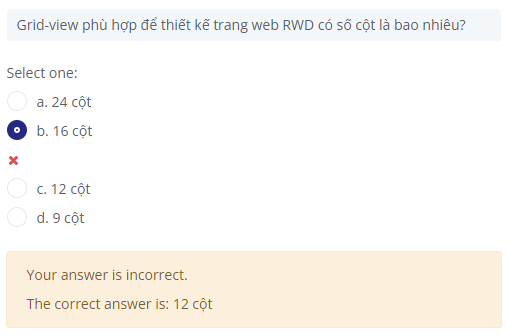 Grid-view phù hợp để thiết kế trang web RWD có số cột là bao nhiêu?
Select one:
a. 24 cột
b. 16 cột
c. 12 cột
d. 9 cột
Your answer is incorrect.
The correct answer is: 12 cột